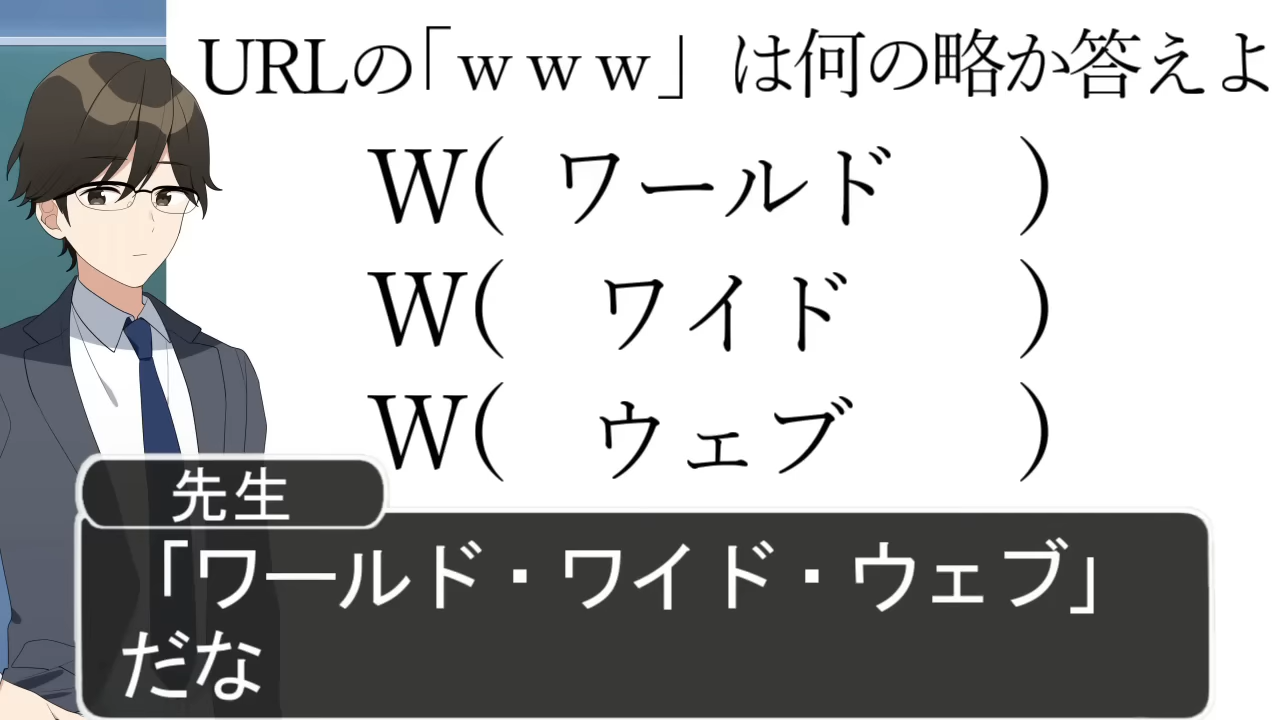 URLの「ｗｗｗ」は何の略か答えよ
W( ワールド )
W( ワイド )
W( ウェブ )
先生
「ワールド・ワイド・ウェブ」
だな